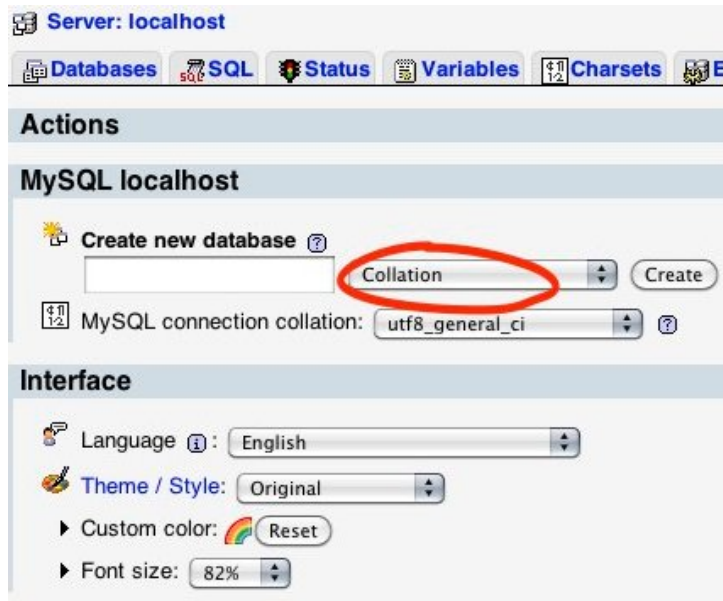 Server: localhost
Databases SQL Status Variables Charsets E
Actions
MySQL localhost
Create new database
Collation Create
MySQL connection collation: utf8_general_ci
Interface
Language : English
Theme / Style: Original
Custom color: Reset
Font size: 82%